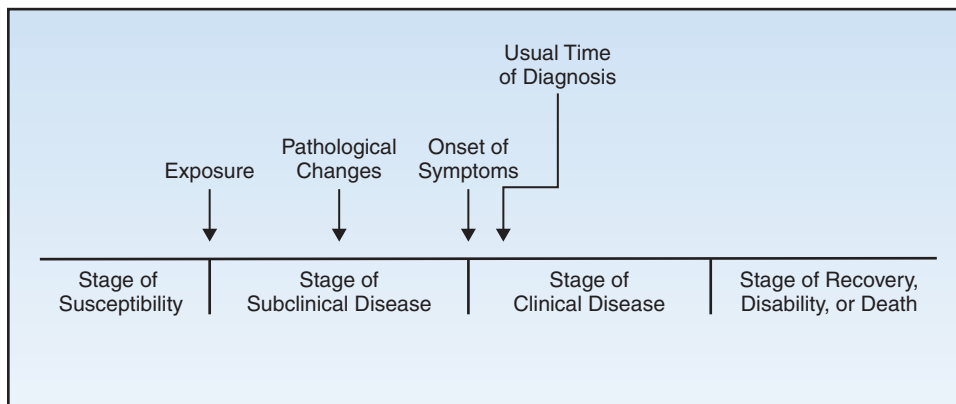 Usual Time
of Diagnosis
Exposure
Pathological
Changes
Onset of
Symptoms
Stage of
Susceptibility
Stage of
Subclinical Disease
Stage of
Clinical Disease
Stage of Recovery,
Disability, or Death